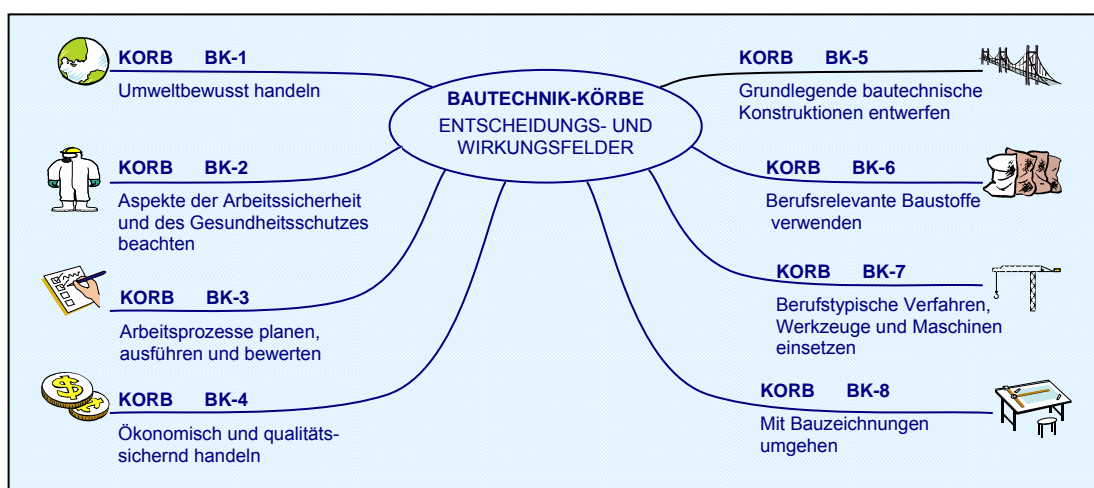 BAUTECHNIK-KÖRBE
ENTSCHEIDUNGS- UND
WIRKUNGSFELDER
KORB BK-1
Umweltbewusst handeln
KORB BK-2
Aspekte der Arbeitssicherheit
und des Gesundheitsschutzes
beachten
KORB BK-3
Arbeitsprozesse planen,
ausführen und bewerten
KORB BK-4
Ökonomisch und qualitäts-
sichernd handeln
KORB BK-5
Grundlegende bautechnische
Konstruktionen entwerfen
KORB BK-6
Berufsrelevante Baustoffe
verwenden
KORB BK-7
Berufstypische Verfahren,
Werkzeuge und Maschinen
einsetzen
KORB BK-8
Mit Bauzeichnungen
umgehen